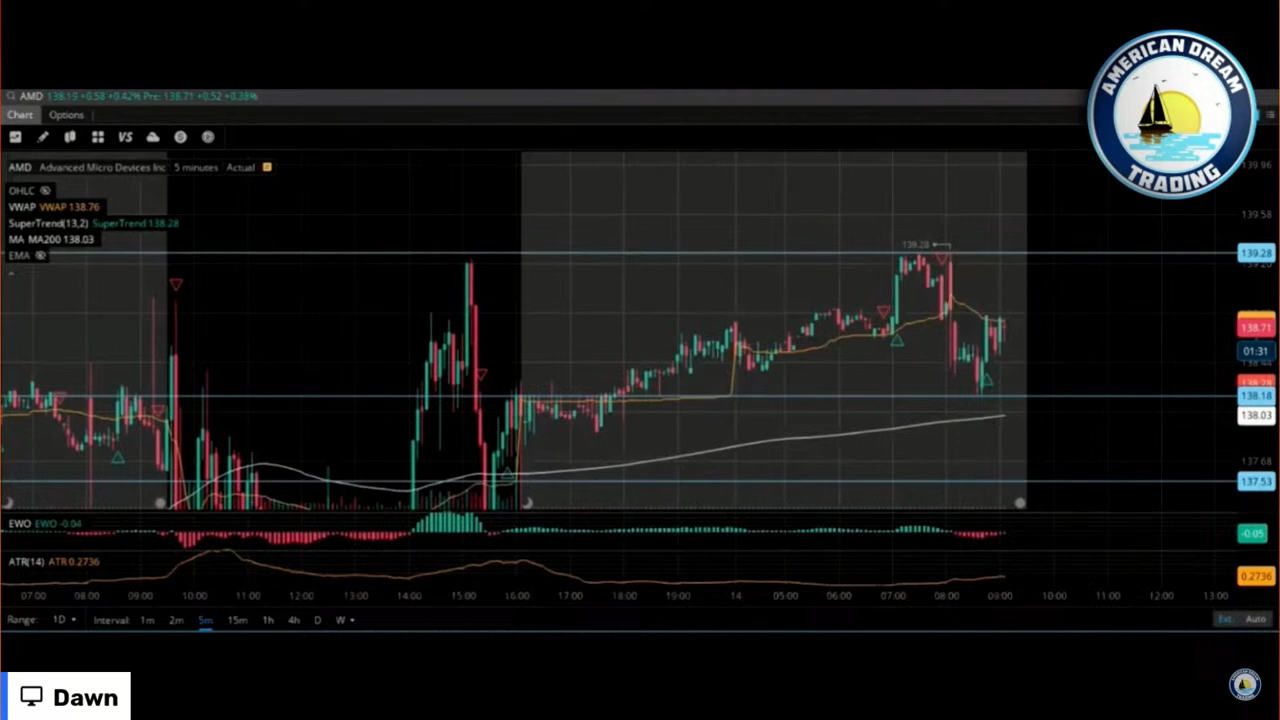 AMERICAN DREAM
TRADING
AMD 138.19 +0.58 +0.42% Pre: 138.71 +0.52 +0.38%
Chart Options
VS
AMD Advanced Micro Devices Inc 5 minutes Actual
OHLC
VWAP VWAP 138.76
SuperTrend(13,2) SuperTrend 138.28
MA MA200 138.03
EMA
139.96
139.58
139.28
139.28
138.71
01:31
138.18
138.03
137.68
137.53
EWO EWO -0.04
-0.05
ATR(14) ATR 0.2736
0.2736
07:00 08:00 09:00 10:00 11:00 12:00 13:00 14:00 15:00 16:00 17:00 18:00 19:00 14 05:00 06:00 07:00 08:00 09:00 10:00 11:00 12:00 13:00
Range: 1D Interval: 1m 2m 5m 15m 1h 4h D W Ext. Auto
Dawn